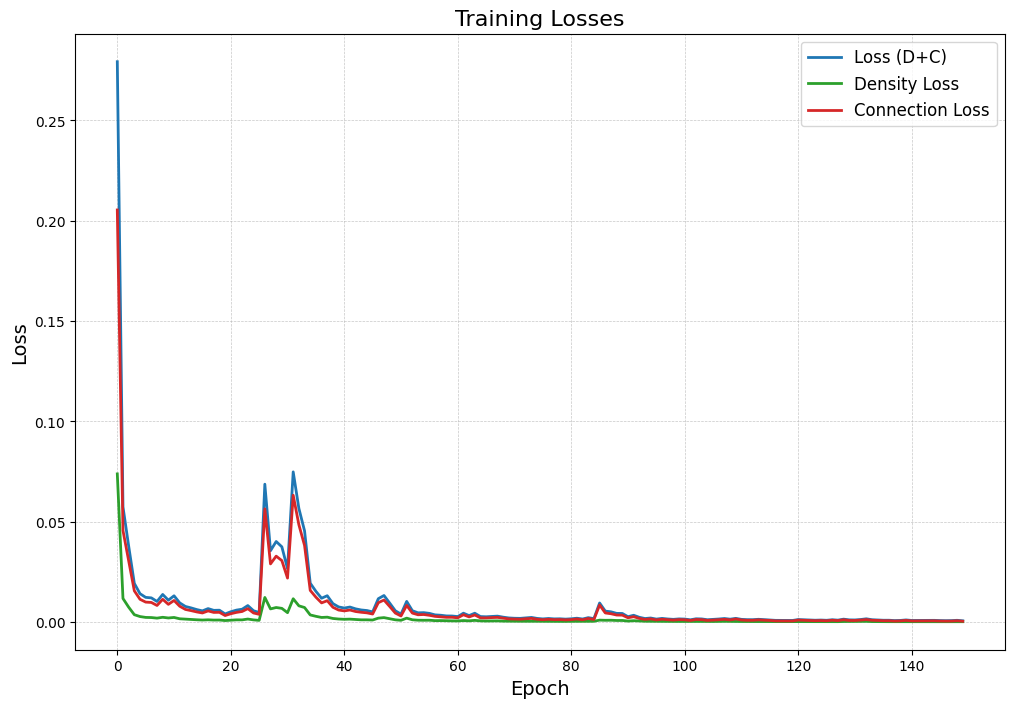 Training Losses
Loss (D+C)
Density Loss
Connection Loss
0.25
0.20
0.15
0.10
0.05
0.00
Loss
0 20 40 60 80 100 120 140
Epoch